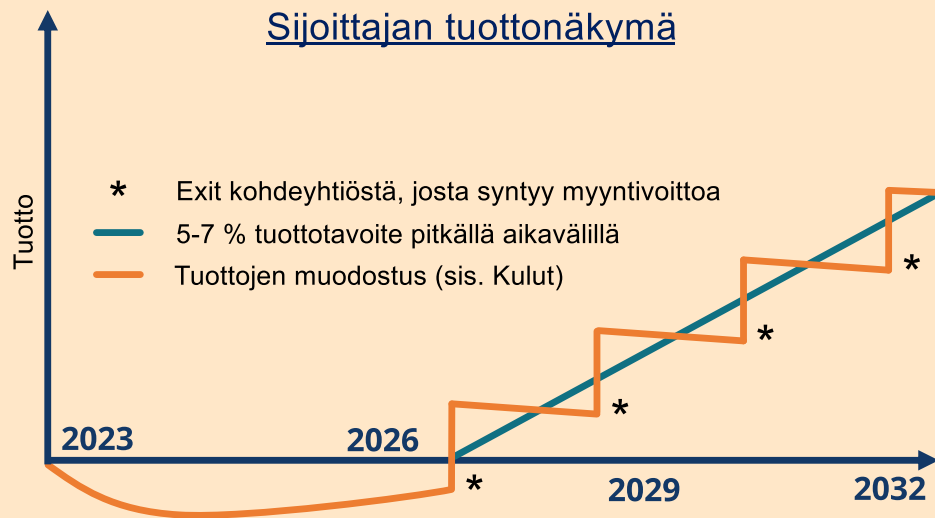 Sijoittajan tuottonäkymä
Tuotto
* Exit kohdeyhtiöstä, josta syntyy myyntivoittoa
5-7 % tuottotavoite pitkällä aikavälillä
Tuottojen muodostus (sis. Kulut)
*
*
*
*
2023
2026
2029
2032